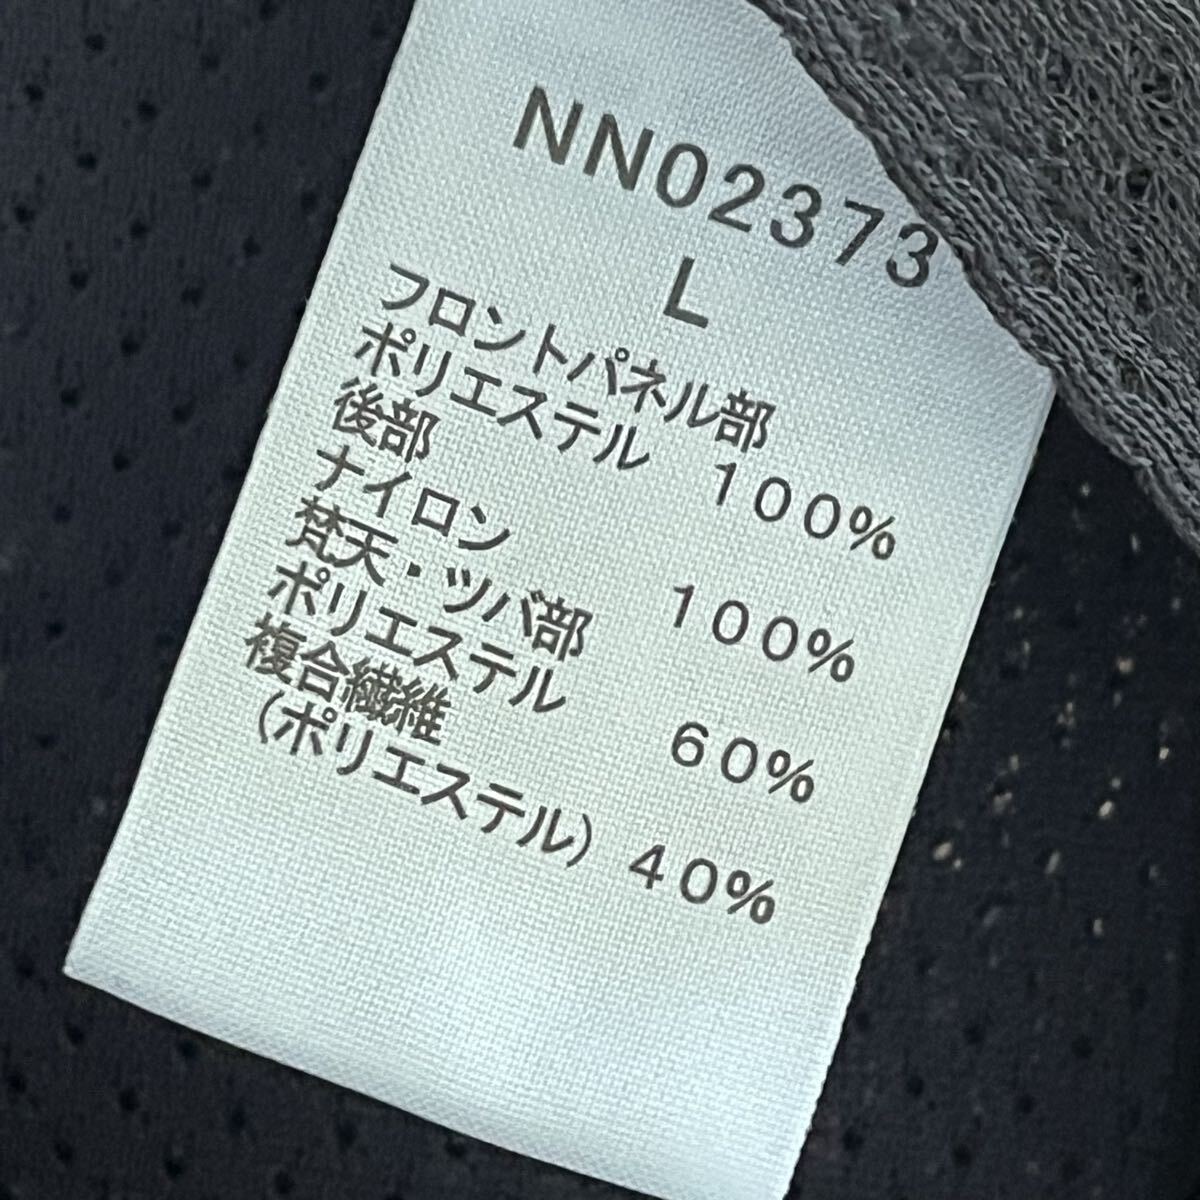 NN02373
L
フロントパネル部
ポリエステル 100%
後部
ナイロン 100%
梵天・ツバ部
ポリエステル 60%
複合繊維
(ポリエステル) 40%